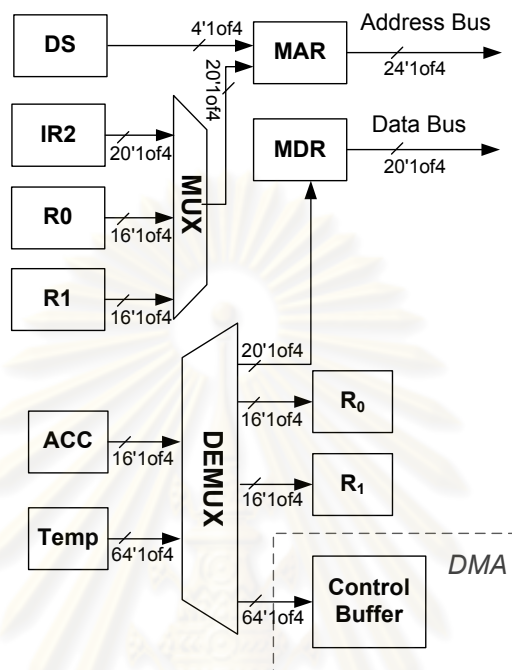 DS
4'1of4
MAR
Address Bus
24'1of4
20'1of4
IR2
20'1of4
MUX
MDR
Data Bus
20'1of4
R0
16'1of4
R1
16'1of4
20'1of4
DEMUX
R₀
16'1of4
ACC
16'1of4
R₁
16'1of4
Temp
64'1of4
DMA
64'1of4
Control
Buffer